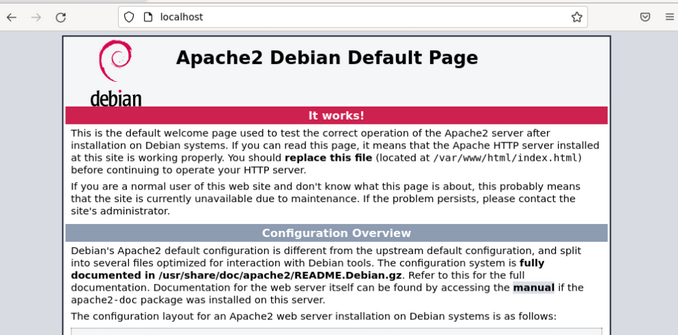 localhost
Apache2 Debian Default Page
debian
It works!
This is the default welcome page used to test the correct operation of the Apache2 server after
installation on Debian systems. If you can read this page, it means that the Apache HTTP server installed
at this site is working properly. You should replace this file (located at /var/www/html/index.html)
before continuing to operate your HTTP server.
If you are a normal user of this web site and don't know what this page is about, this probably means
that the site is currently unavailable due to maintenance. If the problem persists, please contact the
site's administrator.
Configuration Overview
Debian's Apache2 default configuration is different from the upstream default configuration, and split
into several files optimized for interaction with Debian tools. The configuration system is fully
documented in /usr/share/doc/apache2/README.Debian.gz. Refer to this for the full
documentation. Documentation for the web server itself can be found by accessing the manual if the
apache2-doc package was installed on this server.
The configuration layout for an Apache2 web server installation on Debian systems is as follows: